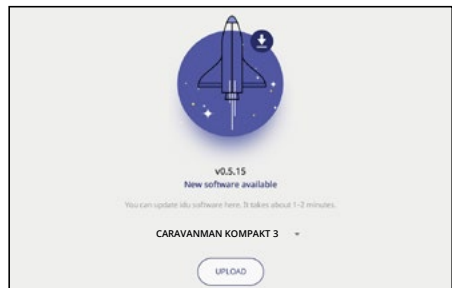 v0.5.15
New software available
You can update sku software here. It takes about 1-2 minutes.
CARAVANMAN KOMPAKT 3
UPLOAD